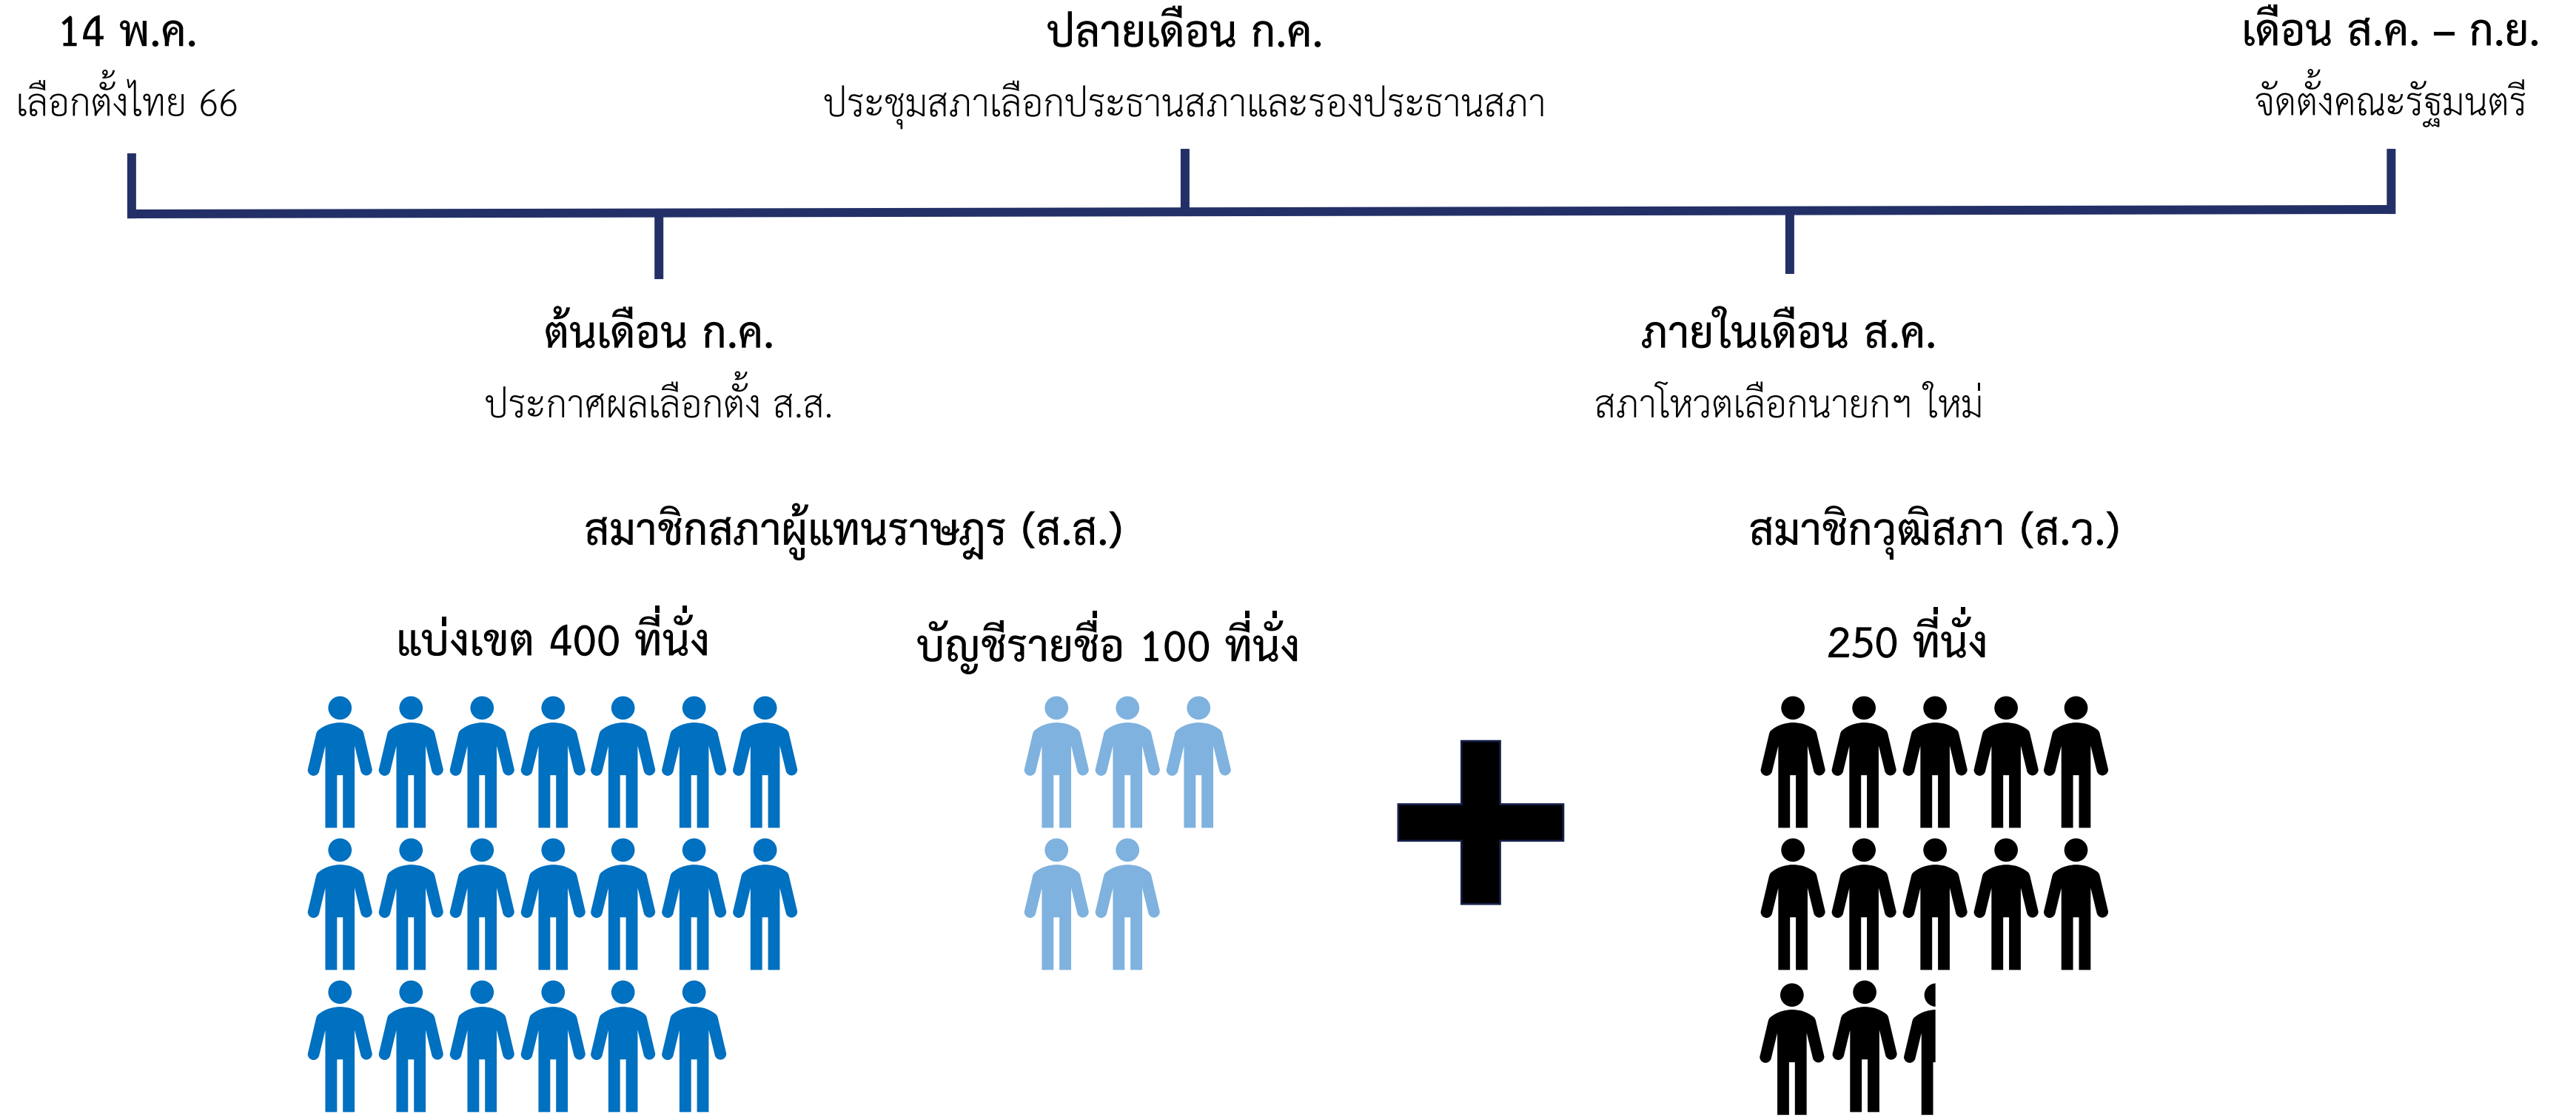 14 พ.ค.
เลือกตั้งไทย 66
ปลายเดือน ก.ค.
ประชุมสภาเลือกประธานสภาและรองประธานสภา
เดือน ส.ค. – ก.ย.
จัดตั้งคณะรัฐมนตรี
ต้นเดือน ก.ค.
ประกาศผลเลือกตั้ง ส.ส.
ภายในเดือน ส.ค.
สภาโหวตเลือกนายกฯ ใหม่
สมาชิกสภาผู้แทนราษฎร (ส.ส.)
แบ่งเขต 400 ที่นั่ง
บัญชีรายชื่อ 100 ที่นั่ง
สมาชิกวุฒิสภา (ส.ว.)
250 ที่นั่ง